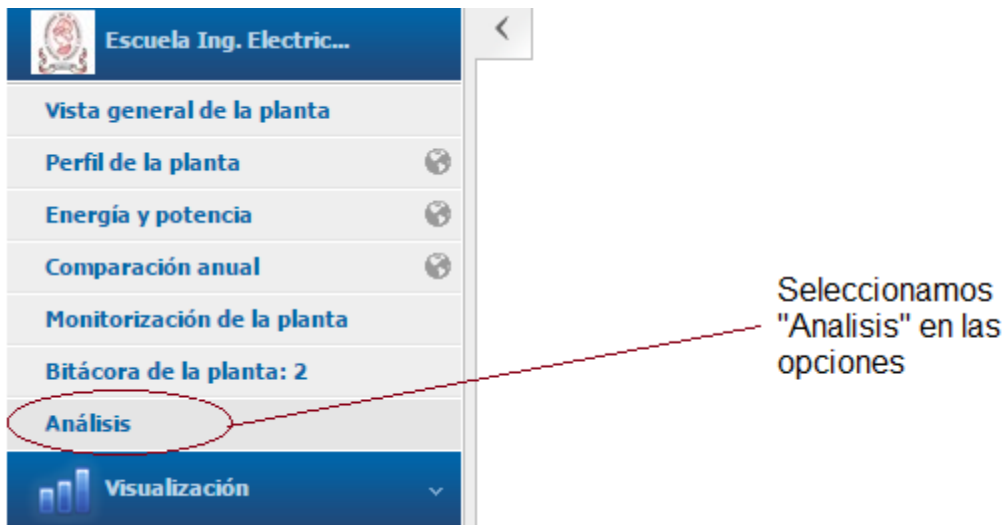 Escuela Ing. Electric...
Vista general de la planta
Perfil de la planta
Energía y potencia
Comparación anual
Monitorización de la planta
Bitácora de la planta: 2
Análisis
Visualización
Seleccionamos
"Analisis" en las
opciones